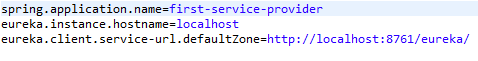 spring.application.name=first-service-provider
eureka.instance.hostname=localhost
eureka.client.service-url.defaultZone=http://localhost:8761/eureka/